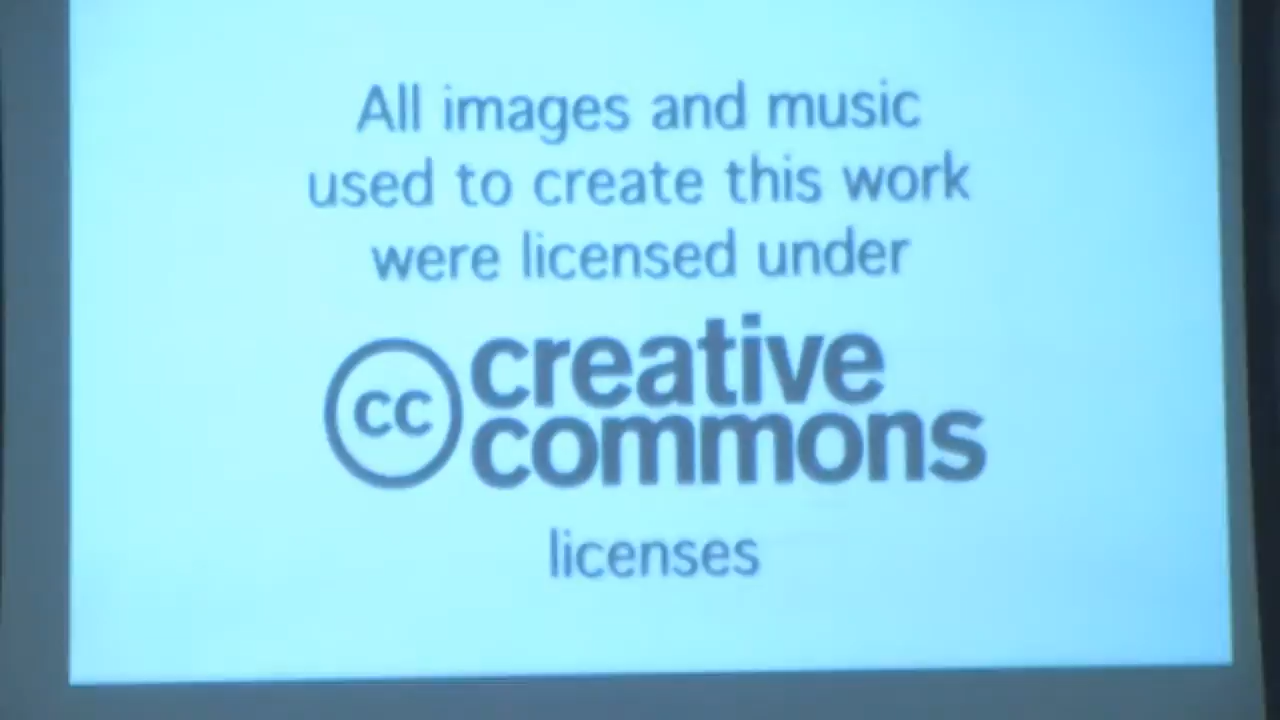 All images and music
used to create this work
were licensed under
cc creative
commons
licenses